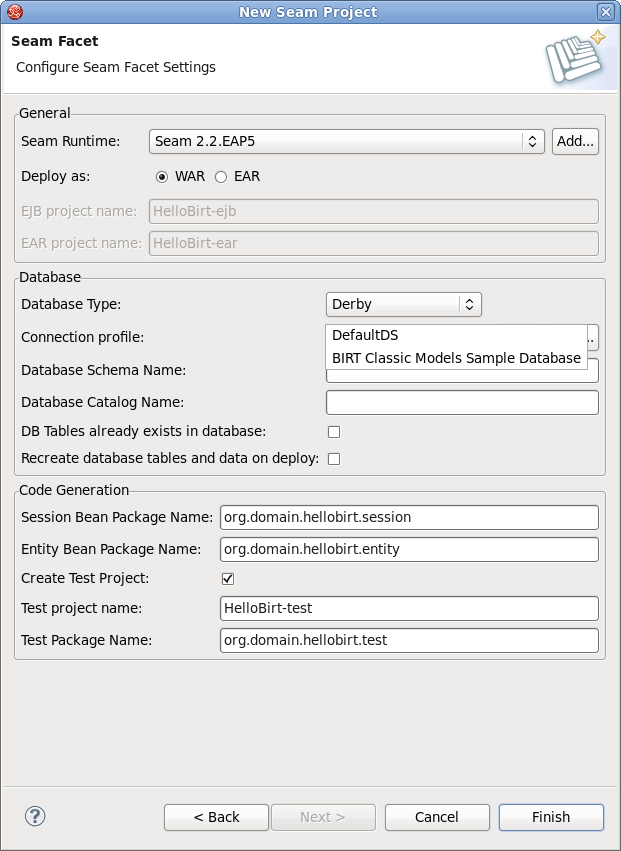 New Seam Project
Seam Facet
Configure Seam Facet Settings
General
Seam Runtime: Seam 2.2.EAP5 Add...
Deploy as: WAR EAR
EJB project name: HelloBirt-ejb
EAR project name: HelloBirt-ear
Database
Database Type: Derby
Connection profile:
DefaultDS
BIRT Classic Models Sample Database
Database Schema Name:
Database Catalog Name:
DB Tables already exists in database:
Recreate database tables and data on deploy:
Code Generation
Session Bean Package Name: org.domain.hellobirt.session
Entity Bean Package Name: org.domain.hellobirt.entity
Create Test Project:
Test project name: HelloBirt-test
Test Package Name: org.domain.hellobirt.test
? < Back Next > Cancel Finish